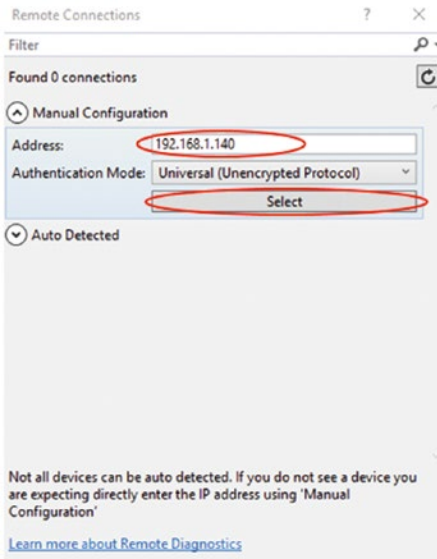 Remote Connections ?
Filter
Found 0 connections
Manual Configuration
Address: 192.168.1.140
Authentication Mode: Universal (Unencrypted Protocol)
Select
Auto Detected
Not all devices can be auto detected. If you do not see a device you
are expecting directly enter the IP address using 'Manual
Configuration'
Learn more about Remote Diagnostics